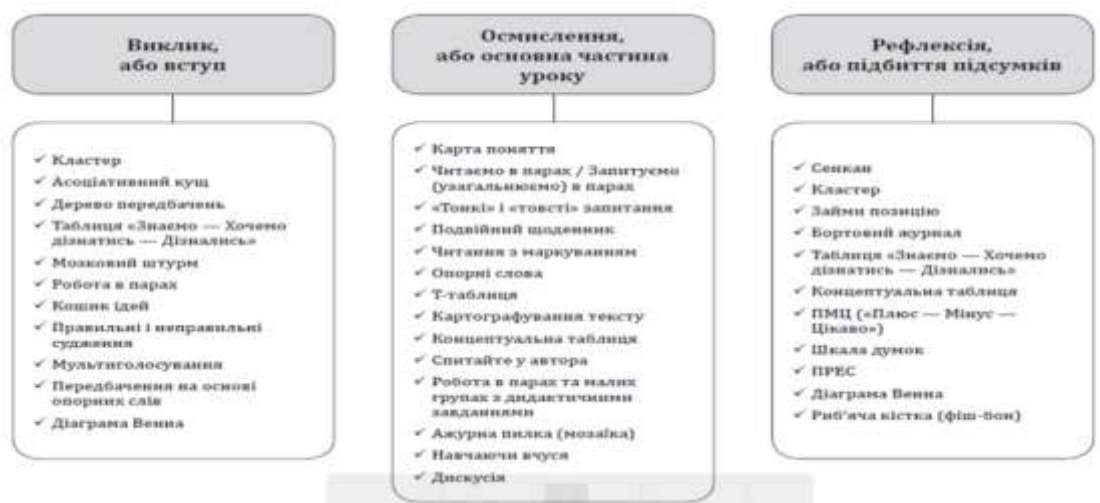 Виклик,
або вступ
✓ Кластер
✓ Асоціативний кущ
✓ Дерево передбачень
✓ Таблиця «Знаємо — Хочемо
дізнатись — Дізнались»
✓ Мозковий штурм
✓ Робота в парах
✓ Кошик ідей
✓ Правильні і неправильні
судження
✓ Мультиголосування
✓ Передбачення на основі
опорних слів
✓ Діаграма Венна
Осмислення,
або основна частина
уроку
✓ Карта поняття
✓ Читаємо в парах / Запитуємо
(узагальнюємо) в парах
✓ «Тонкі» і «товсті» запитання
✓ Подвійний щоденник
✓ Читання з маркуванням
✓ Опорні слова
✓ Т-таблиця
✓ Картографування тексту
✓ Концептуальна таблиця
✓ Спитайте у автора
✓ Робота в парах та малих
групах з дидактичними
завданнями
✓ Ажурна пилка (мозаїка)
✓ Навчаючи вчуся
✓ Дискусія
Рефлексія,
або підбиття підсумків
✓ Сенкан
✓ Кластер
✓ Займи позицію
✓ Бортовий журнал
✓ Таблиця «Знаємо — Хочемо
дізнатись — Дізнались»
✓ Концептуальна таблиця
✓ ПМЦ («Плюс — Мінус —
Цікаво»)
✓ Шкала думок
✓ ПРЕС
✓ Діаграма Венна
✓ Риб'яча кістка (фіш-бон)